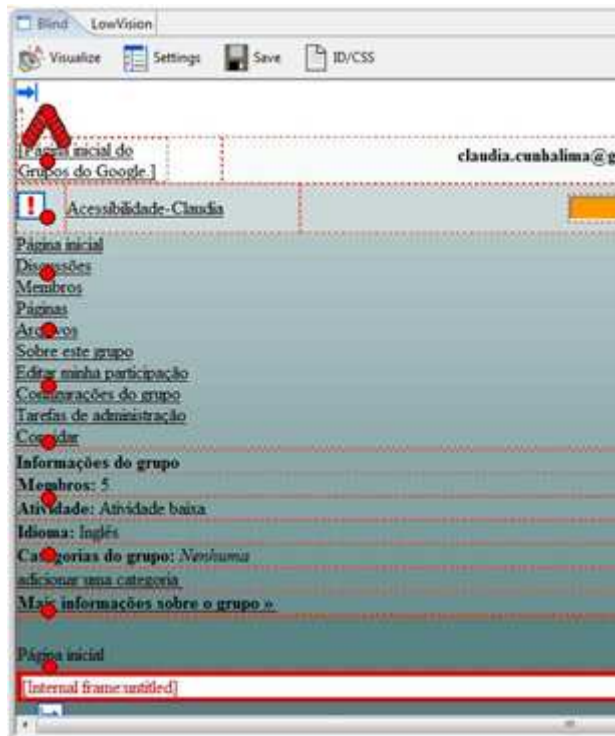 Blind LowVision
Visualize Settings Save ID/CSS
[Página inicial do
Grupos do Google.]
claudia.cunhalima@g
Acessibilidade-Claudia
Página inicial
Discussões
Membros
Páginas
Arquivos
Sobre este grupo
Editar minha participação
Configurações do grupo
Tarefas de administração
Convidar
Informações do grupo
Membros: 5
Atividade: Atividade baixa
Idioma: Inglês
Categorias do grupo: Nenhuma
adicionar uma categoria
Mais informações sobre o grupo »
Página inicial
[Internal frame:untitled]